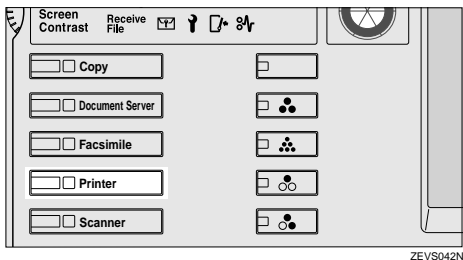 Screen
Contrast
Receive
File
Copy
Document Server
Facsimile
Printer
Scanner
ZEVS042N